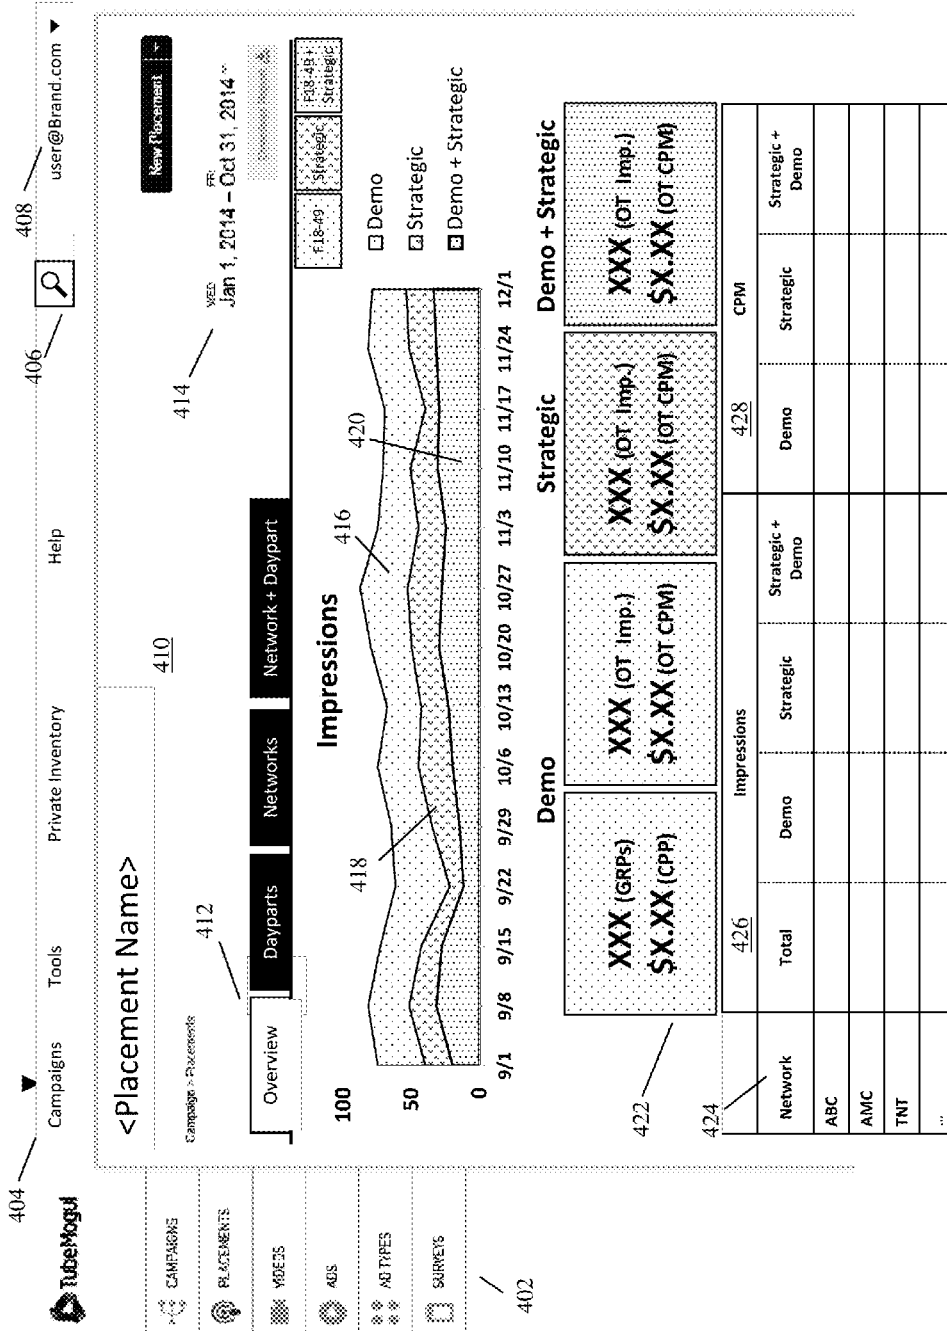 404
406
408
user@Brand.com
TubeMogul
Campaigns
Tools
Private Inventory
Help
CAMPAIGNS
PLACEMENTS
VIDEOS
ADS
AD TYPES
SURVEYS
402
<Placement Name>
410
New Placement
Campaign > Placements
412
414
WED:
FRI:
Jan 1, 2014 – Oct 31, 2014
Overview
Dayparts
Networks
Network + Daypart
F18-49
Strategic
F18-49 +
Strategic
Impressions
100
50
0
416
418
420
9/1
9/8
9/15
9/22
9/29
10/6
10/13
10/20
10/27
11/3
11/10
11/17
11/24
12/1
Demo
Strategic
Demo + Strategic
Demo
Strategic
Demo + Strategic
422
XXX (GRPs)
$X.XX (CPP)
XXX (OT Imp.)
$X.XX (OT CPM)
XXX (OT Imp.)
$X.XX (OT CPM)
XXX (OT Imp.)
$X.XX (OT CPM)
424
426
Impressions
428
CPM
Network
Total
Demo
Strategic
Strategic +
Demo
Demo
Strategic
Strategic +
Demo
ABC
AMC
TNT
...